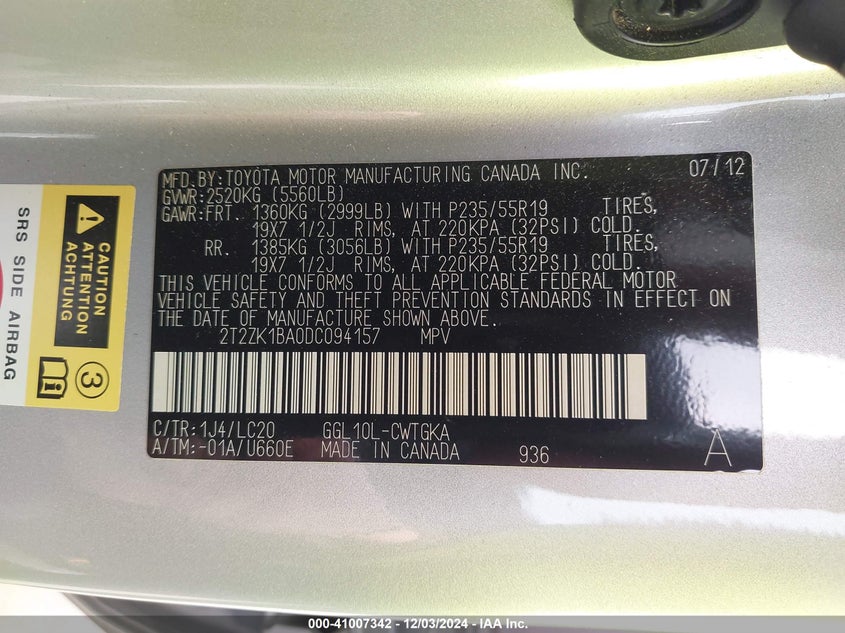 MFD.BY:TOYOTA MOTOR MANUFACTURING CANADA INC. 07/12
GVWR:2520KG (5560LB)
GAWR:FRT. 1360KG (2999LB) WITH P235/55R19 TIRES,
19X7 1/2J RIMS, AT 220KPA (32PSI) COLD.
RR. 1385KG (3056LB) WITH P235/55R19 TIRES,
19X7 1/2J RIMS, AT 220KPA (32PSI) COLD.
THIS VEHICLE CONFORMS TO ALL APPLICABLE FEDERAL MOTOR
VEHICLE SAFETY AND THEFT PREVENTION STANDARDS IN EFFECT ON
THE DATE OF MANUFACTURE SHOWN ABOVE.
2T2ZK1BA0DC094157 MPV
C/TR:1J4/LC20 GGL10L-CWTGKA
A/TM:-01A/U660E MADE IN CANADA 936 A
CAUTION
ATTENTION
ACHTUNG
3
SRS SIDE AIRBAG
000-41007342 - 12/03/2024 - IAA Inc.